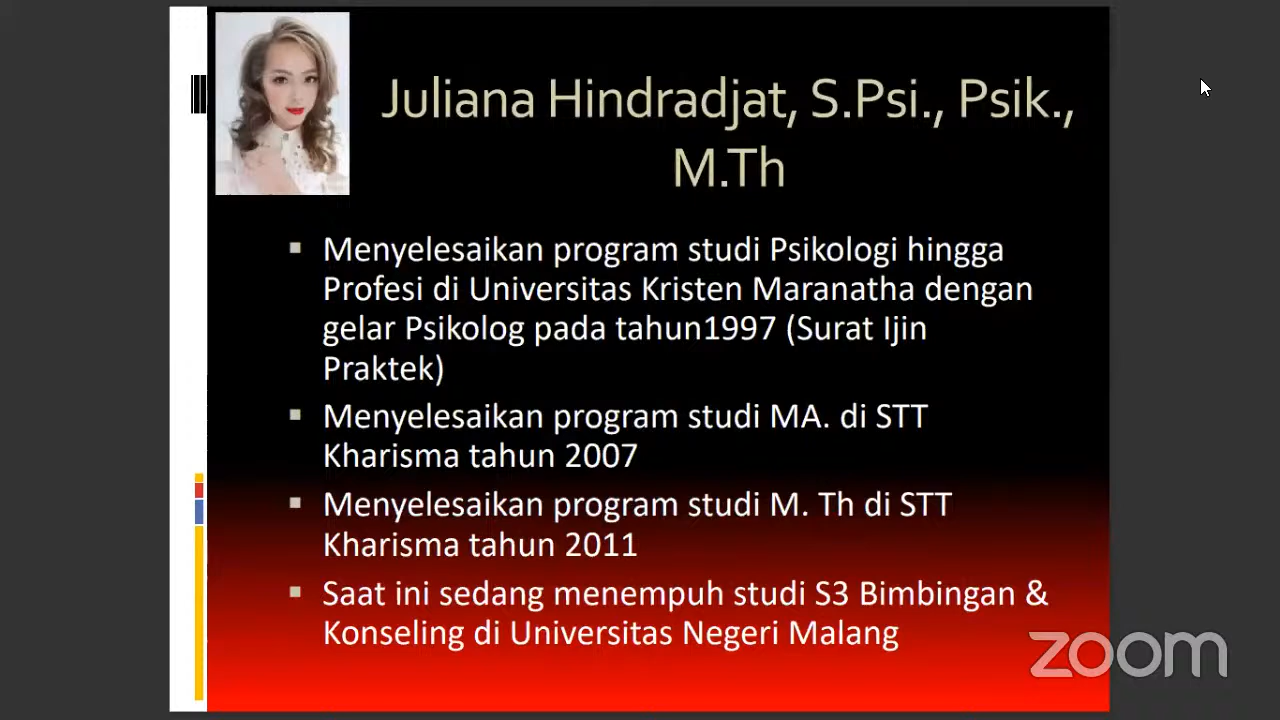 Juliana Hindradjat, S.Psi., Psik.,
M.Th
Menyelesaikan program studi Psikologi hingga
Profesi di Universitas Kristen Maranatha dengan
gelar Psikolog pada tahun1997 (Surat Ijin
Praktek)
Menyelesaikan program studi MA. di STT
Kharisma tahun 2007
Menyelesaikan program studi M. Th di STT
Kharisma tahun 2011
Saat ini sedang menempuh studi S3 Bimbingan &
Konseling di Universitas Negeri Malang
zoom